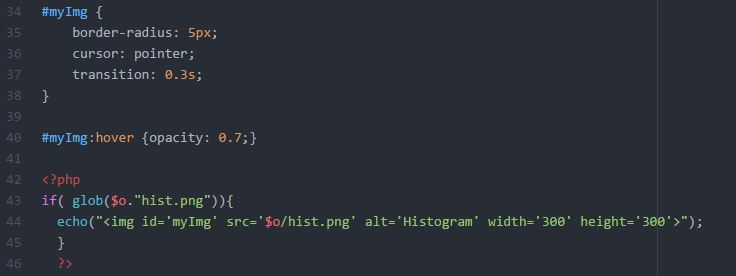 34 #myImg {
35     border-radius: 5px;
36     cursor: pointer;
37     transition: 0.3s;
38 }
39
40 #myImg:hover {opacity: 0.7;}
41
42 <?php
43 if( glob($o."hist.png")){
44   echo("<img id='myImg' src='$o/hist.png' alt='Histogram' width='300' height='300'>");
45   }
46   ?>